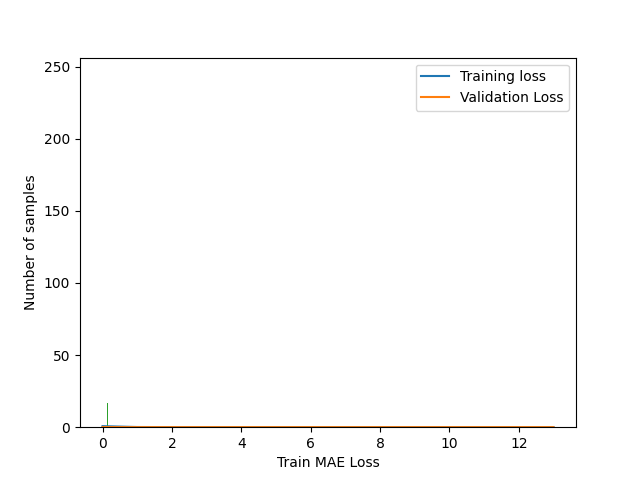 Training loss
Validation Loss
250
200
150
100
50
0
Number of samples
0 2 4 6 8 10 12
Train MAE Loss